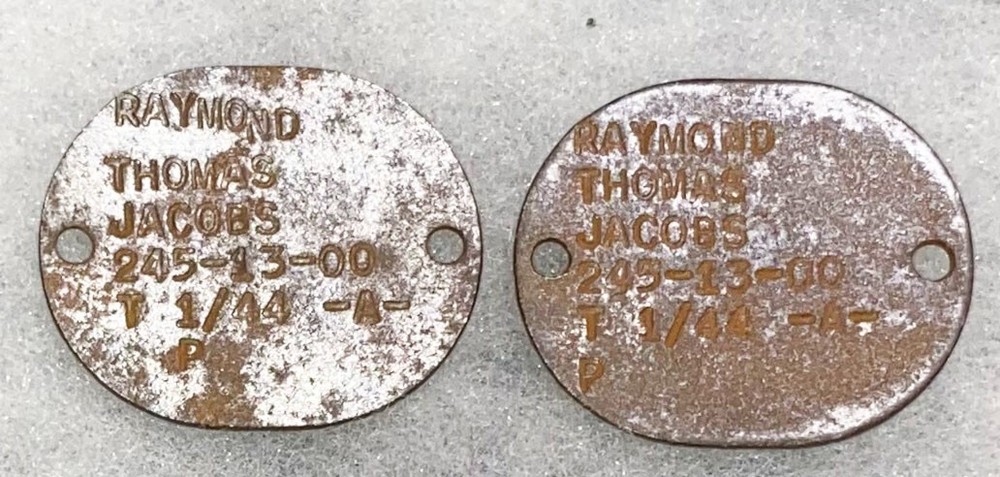 RAYMOND
THOMAS
JACOBS
245-13-00
T 1/44 -A-
P
RAYMOND
THOMAS
JACOBS
245-13-00
T 1/44 -A-
P